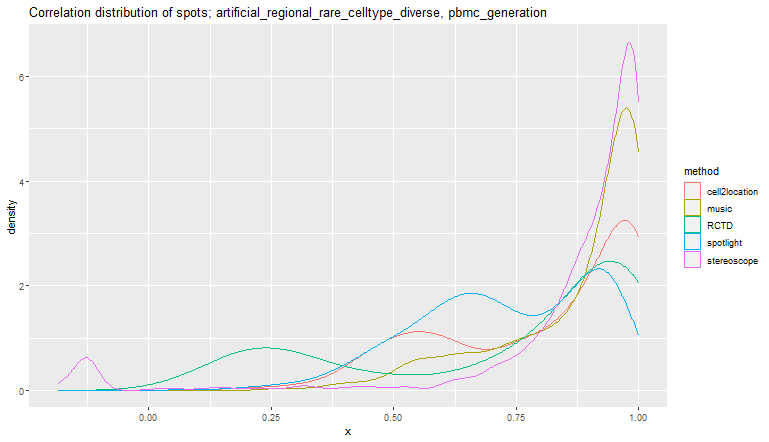 Correlation distribution of spots; artificial_regional_rare_celltype_diverse, pbmc_generation
6
4
2
0
density
0.00
0.25
0.50
0.75
1.00
x
method
cell2location
music
RCTD
spotlight
stereoscope